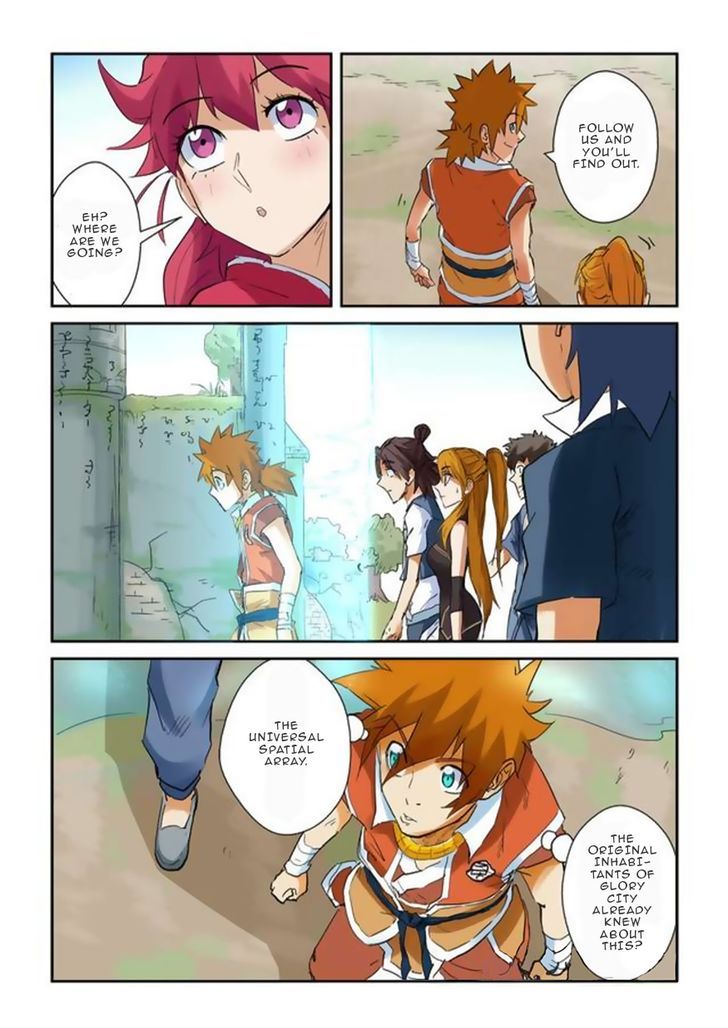 EH?
WHERE
ARE WE
GOING?
FOLLOW
US AND
YOU'LL
FIND OUT.
THE
UNIVERSAL
SPATIAL
ARRAY.
THE
ORIGINAL
INHABI-
TANTS OF
GLORY
CITY
ALREADY
KNEW
ABOUT
THIS?